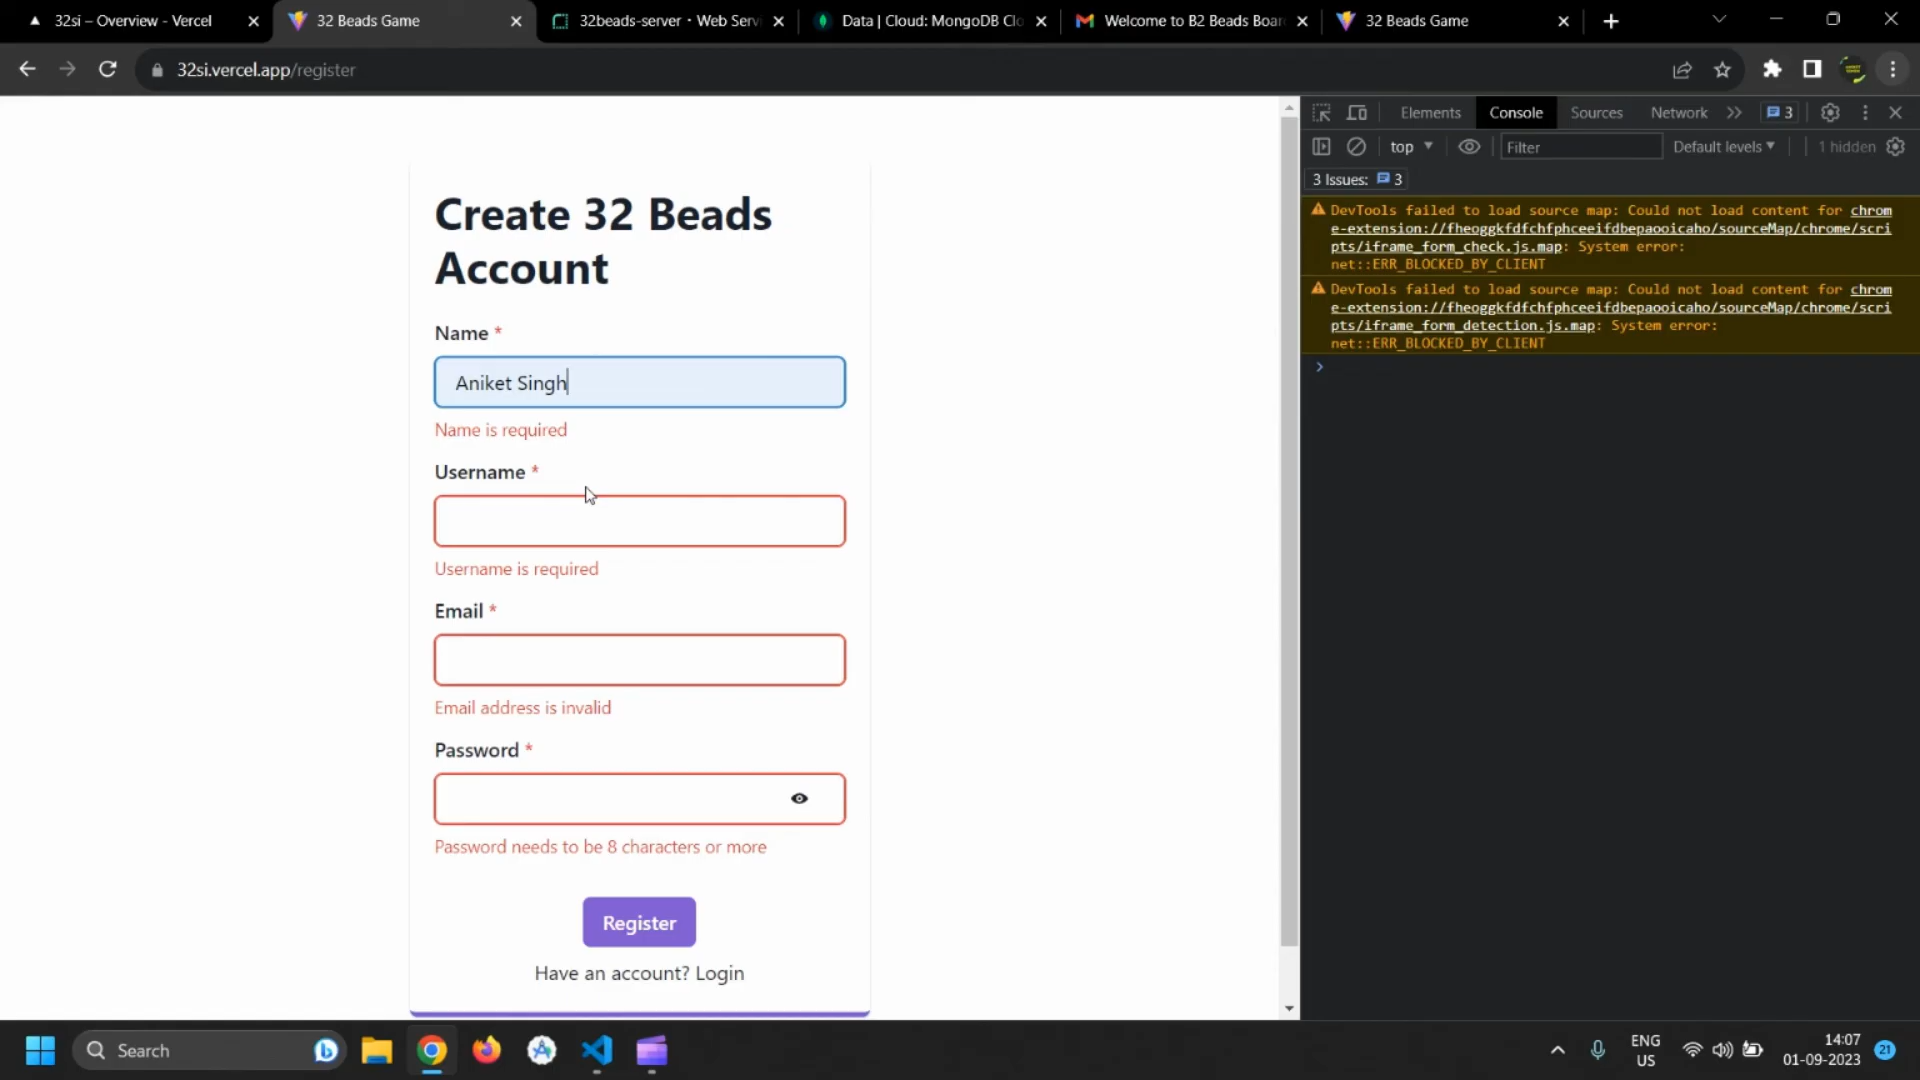 32si – Overview - Vercel
32 Beads Game
32beads-server · Web Servi
Data | Cloud: MongoDB Clo
Welcome to B2 Beads Boar
32 Beads Game
32si.vercel.app/register
Create 32 Beads
Account
Name *
Aniket Singh
Name is required
Username *
Username is required
Email *
Email address is invalid
Password *
Password needs to be 8 characters or more
Register
Have an account? Login
Elements
Console
Sources
Network
3
top
Filter
Default levels
1 hidden
3 Issues: 3
DevTools failed to load source map: Could not load content for chrom
e-extension://fheoggkfdfchfphceeifdbepaooicaho/sourceMap/chrome/scri
pts/iframe_form_check.js.map: System error:
net::ERR_BLOCKED_BY_CLIENT
DevTools failed to load source map: Could not load content for chrom
e-extension://fheoggkfdfchfphceeifdbepaooicaho/sourceMap/chrome/scri
pts/iframe_form_detection.js.map: System error:
net::ERR_BLOCKED_BY_CLIENT
Search
ENG
US
14:07
01-09-2023
21